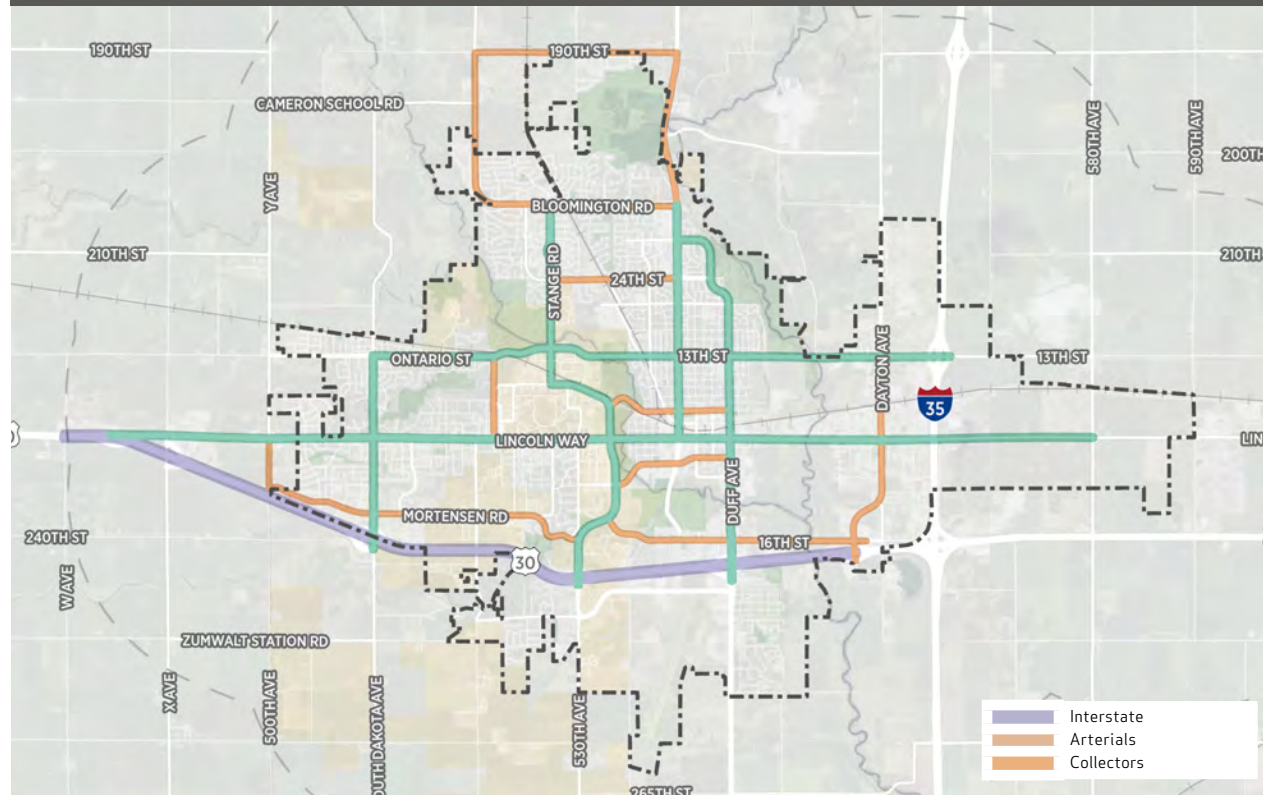 190TH ST
190TH ST
CAMERON SCHOOL RD
580TH AVE
590TH AVE
200TH
Y AVE
BLOOMINGTON RD
210TH ST
210TH
STANGE RD
24TH ST
DAYTON AVE
ONTARIO ST
13TH ST
13TH ST
35
LINCOLN WAY
LIN
DUFF AVE
MORTENSEN RD
240TH ST
16TH ST
30
W AVE
ZUMWALT STATION RD
X AVE
500TH AVE
OUTH DAKOTA AVE
530TH AVE
265TH ST
Interstate
Arterials
Collectors